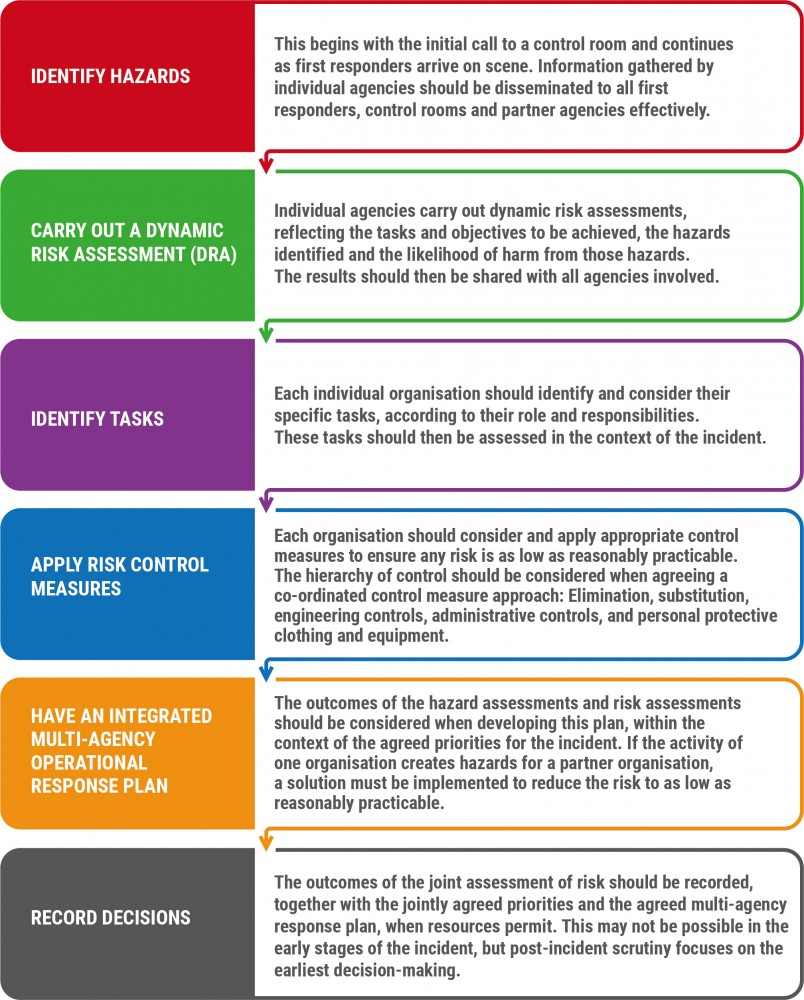 IDENTIFY HAZARDS
This begins with the initial call to a control room and continues
as first responders arrive on scene. Information gathered by
individual agencies should be disseminated to all first
responders, control rooms and partner agencies effectively.
CARRY OUT A DYNAMIC
RISK ASSESSMENT (DRA)
Individual agencies carry out dynamic risk assessments,
reflecting the tasks and objectives to be achieved, the hazards
identified and the likelihood of harm from those hazards.
The results should then be shared with all agencies involved.
IDENTIFY TASKS
Each individual organisation should identify and consider their
specific tasks, according to their role and responsibilities.
These tasks should then be assessed in the context of the incident.
APPLY RISK CONTROL
MEASURES
Each organisation should consider and apply appropriate control
measures to ensure any risk is as low as reasonably practicable.
The hierarchy of control should be considered when agreeing a
co-ordinated control measure approach: Elimination, substitution,
engineering controls, administrative controls, and personal protective
clothing and equipment.
HAVE AN INTEGRATED
MULTI-AGENCY
OPERATIONAL
RESPONSE PLAN
The outcomes of the hazard assessments and risk assessments
should be considered when developing this plan, within the
context of the agreed priorities for the incident. If the activity of
one organisation creates hazards for a partner organisation,
a solution must be implemented to reduce the risk to as low as
reasonably practicable.
RECORD DECISIONS
The outcomes of the joint assessment of risk should be recorded,
together with the jointly agreed priorities and the agreed multi-agency
response plan, when resources permit. This may not be possible in the
early stages of the incident, but post-incident scrutiny focuses on the
earliest decision-making.